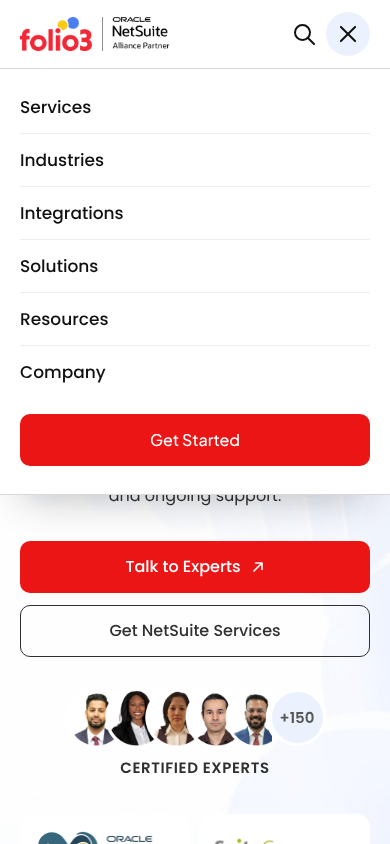 folio3
ORACLE
NetSuite
Alliance Partner
Services
Industries
Integrations
Solutions
Resources
Company
Get Started
and ongoing support.
Talk to Experts
Get NetSuite Services
+150
CERTIFIED EXPERTS
ORACLE